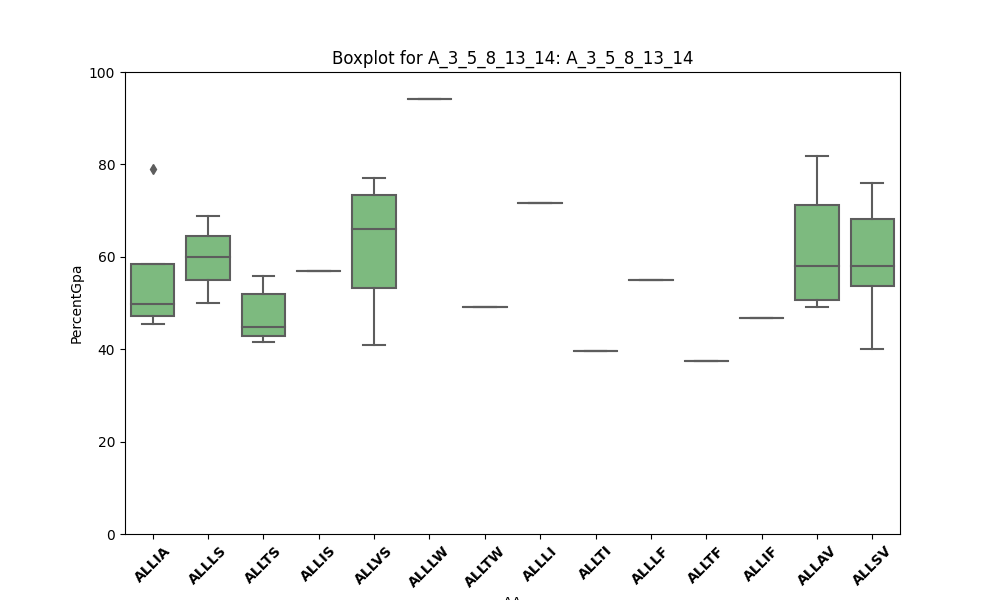 Boxplot for A_3_5_8_13_14: A_3_5_8_13_14
100
80
60
40
20
0
PercentGpa
ALLIA
ALLLS
ALLTS
ALLIS
ALLVS
ALLLW
ALLTW
ALLLI
ALLTI
ALLLF
ALLTF
ALLIF
ALLAV
ALLSV